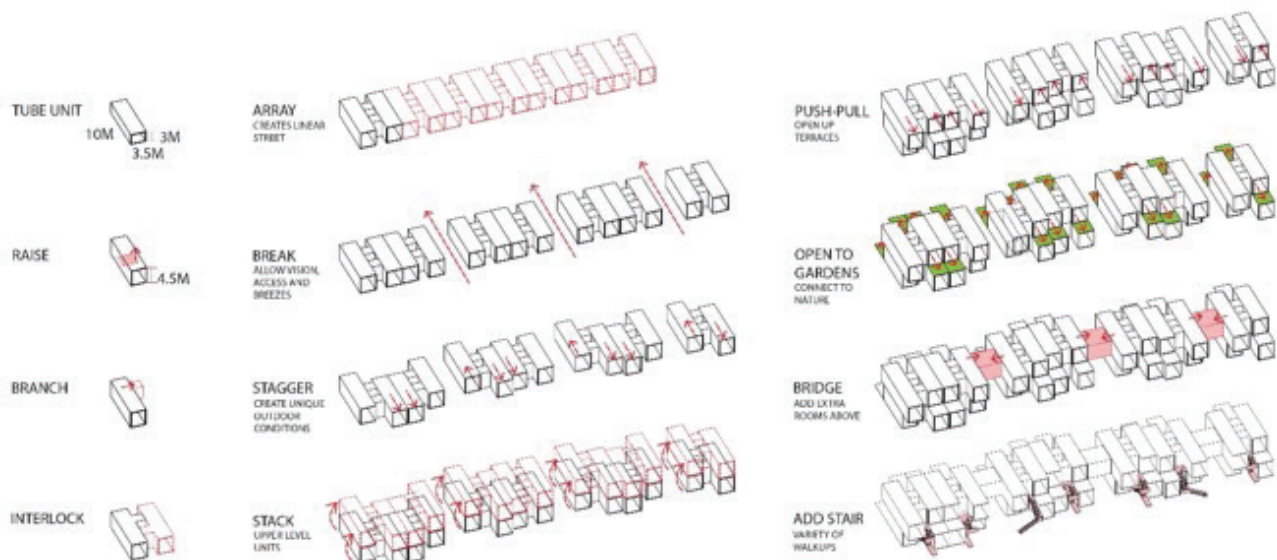 TUBE UNIT
10M
3M
3.5M
RAISE
4.5M
BRANCH
INTERLOCK
ARRAY
CREATES LINEAR
STREET
BREAK
ALLOW VISION,
ACCESS AND
BREEZES
STAGGER
CREATE UNIQUE
OUTDOOR
CONDITIONS
STACK
UPPER LEVEL
UNITS
PUSH-PULL
OPEN UP
TERRACES
OPEN TO
GARDENS
CONNECT TO
NATURE
BRIDGE
ADD EXTRA
ROOMS ABOVE
ADD STAIR
VARIETY OF
WALKUPS